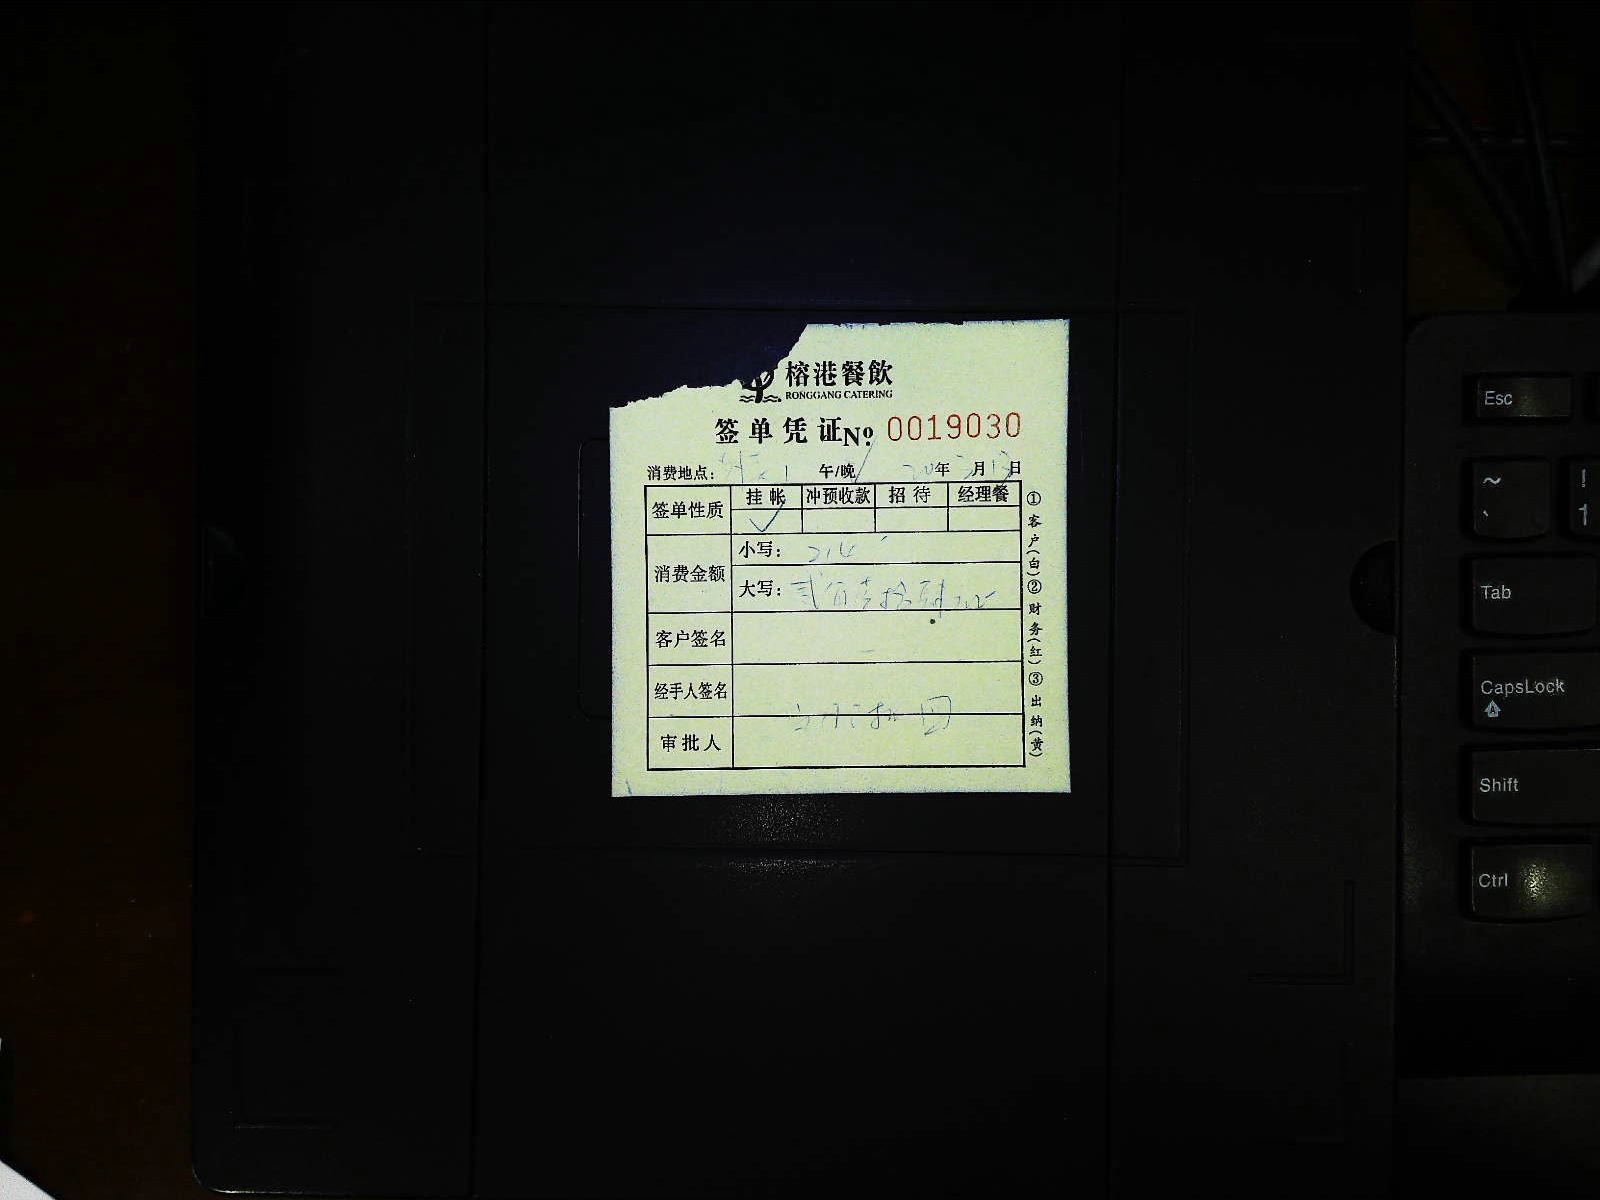 榕港餐飲
RONGGANG CATERING
签单凭证 № 0019030
消费地点: 午/晚 年 月 日
签单性质 挂帐 冲预收款 招待 经理餐
消费金额 小写:
大写:
客户签名
经手人签名
审批人
①客户(白)②财务(红)③出纳(黄)
Esc
~ !
` 1
Tab
CapsLock
Shift
Ctrl